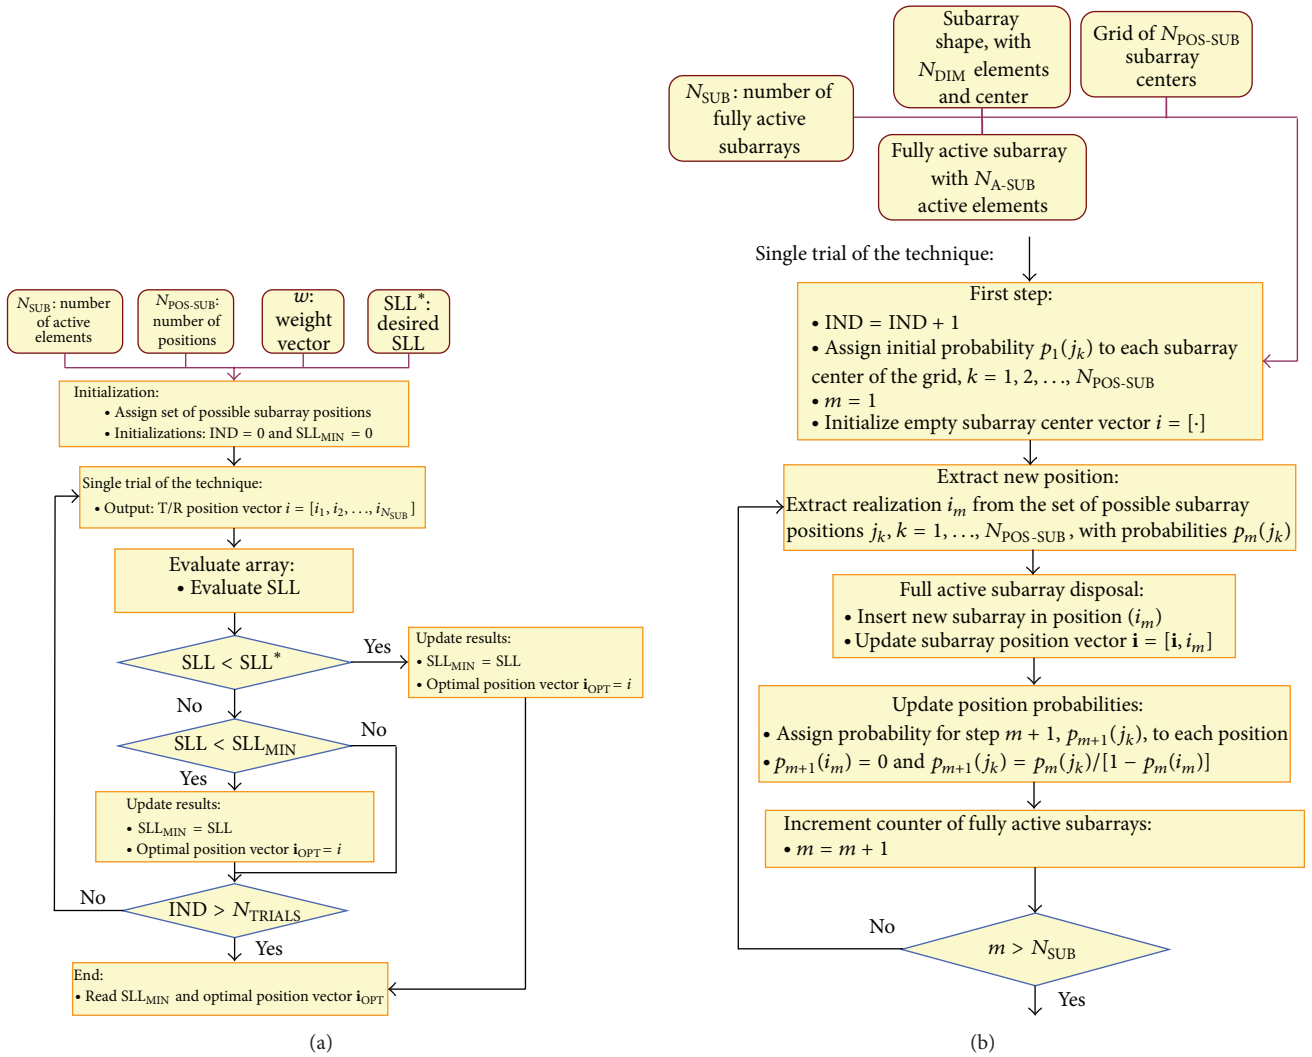 N_SUB: number
of active
elements
N_POS-SUB:
number of
positions
w:
weight
vector
SLL*:
desired
SLL
Initialization:
• Assign set of possible subarray positions
• Initializations: IND = 0 and SLL_MIN = 0
Single trial of the technique:
• Output: T/R position vector i = [i_1, i_2, …, i_{N_SUB}]
Evaluate array:
• Evaluate SLL
SLL < SLL*
Yes
Update results:
• SLL_MIN = SLL
• Optimal position vector i_OPT = i
No
SLL < SLL_MIN
No
Yes
Update results:
• SLL_MIN = SLL
• Optimal position vector i_OPT = i
No
IND > N_TRIALS
Yes
End:
• Read SLL_MIN and optimal position vector i_OPT
(a)
N_SUB: number of
fully active
subarrays
Subarray
shape, with
N_DIM elements
and center
Grid of N_POS-SUB
subarray
centers
Fully active subarray
with N_A-SUB
active elements
Single trial of the technique:
First step:
• IND = IND + 1
• Assign initial probability p_1(j_k) to each subarray
center of the grid, k = 1, 2, …, N_POS-SUB
• m = 1
• Initialize empty subarray center vector i = [·]
Extract new position:
Extract realization i_m from the set of possible subarray
positions j_k, k = 1, …, N_POS-SUB, with probabilities p_m(j_k)
Full active subarray disposal:
• Insert new subarray in position (i_m)
• Update subarray position vector i = [i, i_m]
Update position probabilities:
• Assign probability for step m + 1, p_{m+1}(j_k), to each position
• p_{m+1}(i_m) = 0 and p_{m+1}(j_k) = p_m(j_k)/[1 − p_m(i_m)]
Increment counter of fully active subarrays:
• m = m + 1
No
m > N_SUB
Yes
(b)